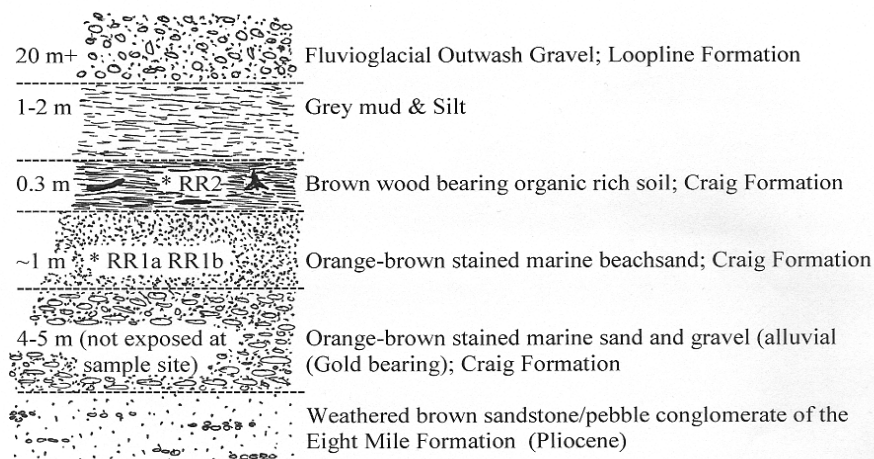 20 m+ Fluvioglacial Outwash Gravel; Loopline Formation
1-2 m Grey mud & Silt
0.3 m * RR2 Brown wood bearing organic rich soil; Craig Formation
~1 m * RR1a RR1b Orange-brown stained marine beachsand; Craig Formation
4-5 m (not exposed at sample site) Orange-brown stained marine sand and gravel (alluvial
(Gold bearing); Craig Formation
Weathered brown sandstone/pebble conglomerate of the
Eight Mile Formation (Pliocene)